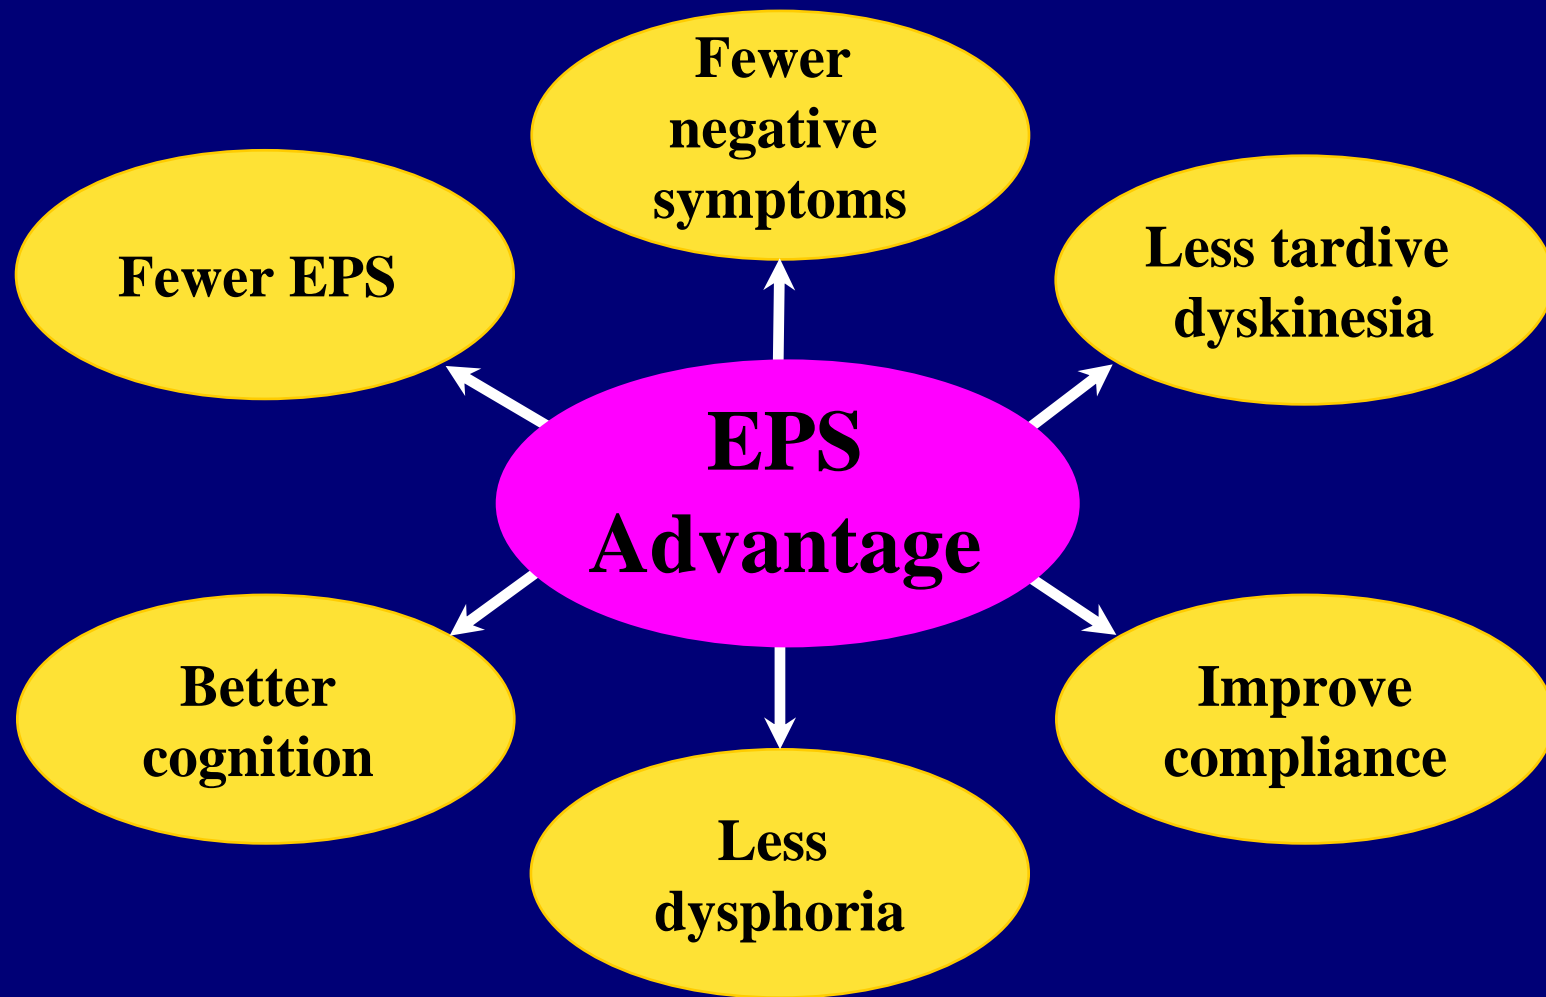 Fewer
negative
symptoms
Fewer EPS
Less tardive
dyskinesia
EPS
Advantage
Better
cognition
Improve
compliance
Less
dysphoria